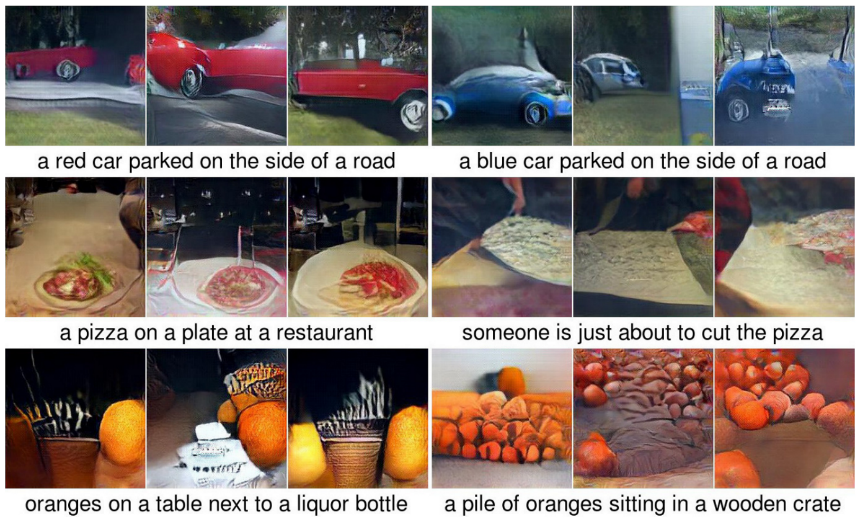 a red car parked on the side of a road
a blue car parked on the side of a road
a pizza on a plate at a restaurant
someone is just about to cut the pizza
oranges on a table next to a liquor bottle
a pile of oranges sitting in a wooden crate